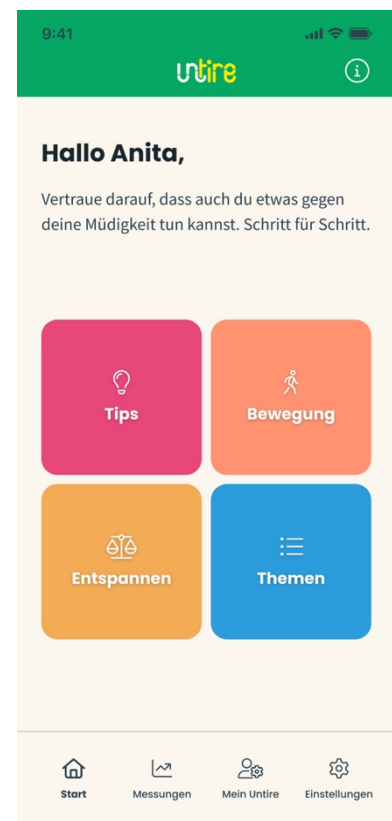 9:41
untire
Hallo Anita,
Vertraue darauf, dass auch du etwas gegen
deine Müdigkeit tun kannst. Schritt für Schritt.
Tips
Bewegung
Entspannen
Themen
Start
Messungen
Mein Untire
Einstellungen